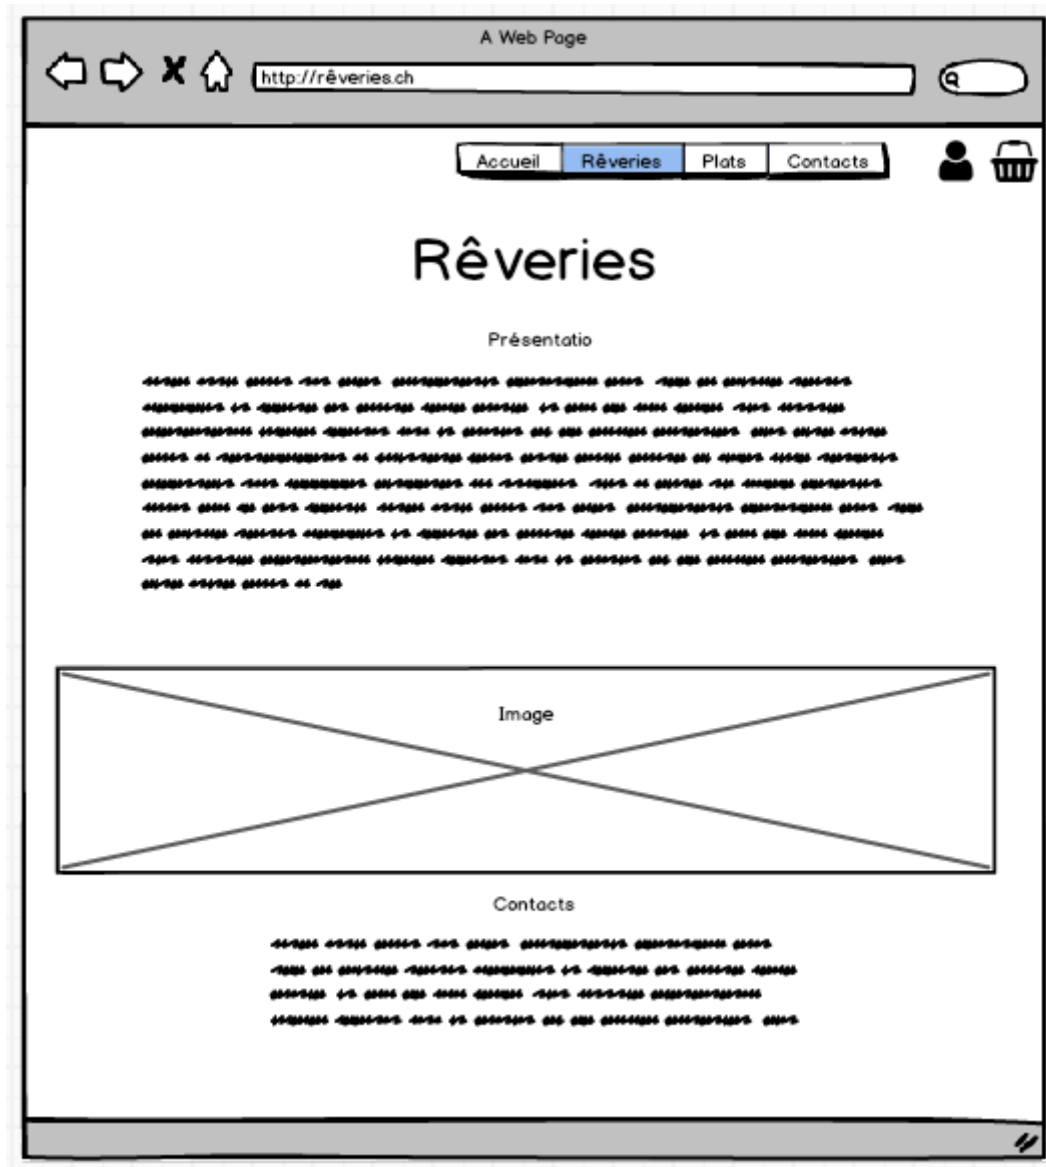 A Web Page
http://rêveries.ch
Accueil Rêveries Plats Contacts
Rêveries
Présentatio
Image
Contacts